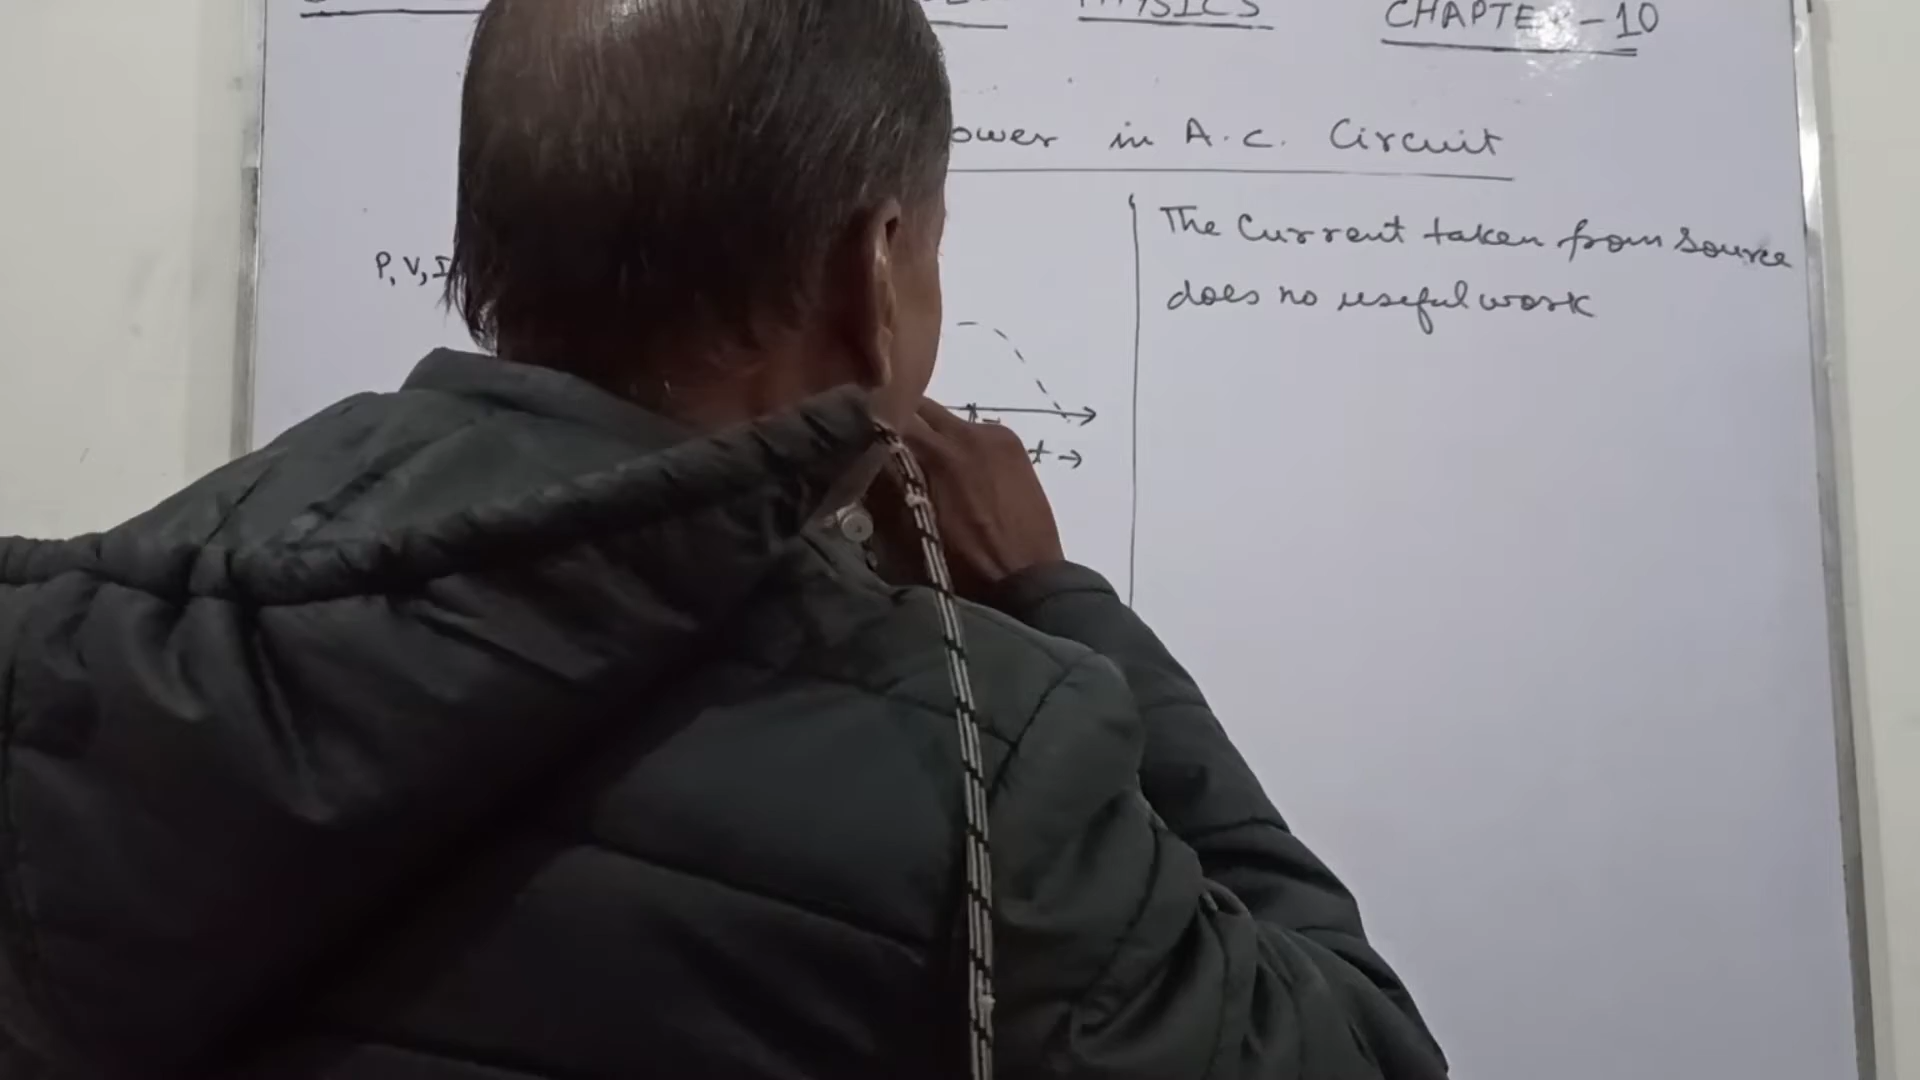 PHYSICS CHAPTER-10
ower in A.C. Circuit
The Current taken from Source
does no useful work
P, V, I
t →